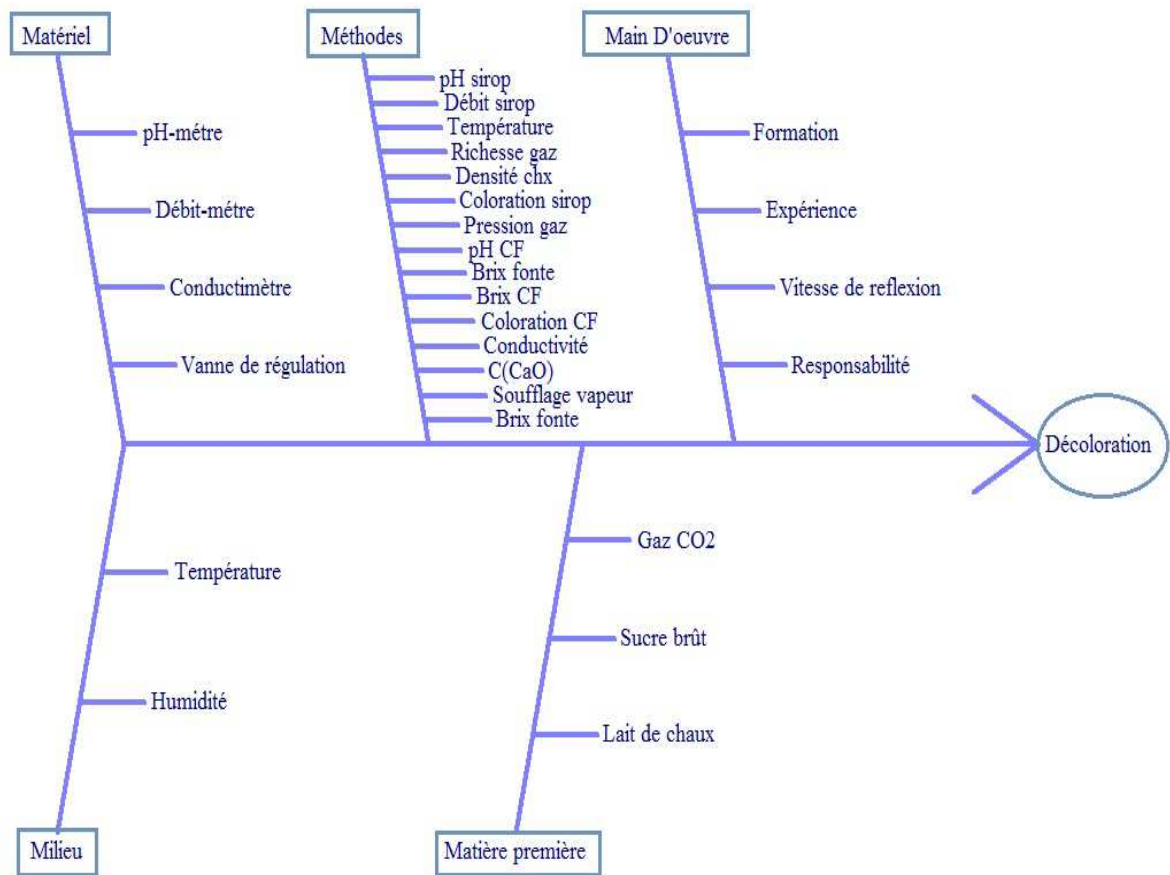 Matériel
Méthodes
Main D'oeuvre
pH-métre
Débit-métre
Conductimètre
Vanne de régulation
pH sirop
Débit sirop
Température
Richesse gaz
Densité chx
Coloration sirop
Pression gaz
pH CF
Brix fonte
Brix CF
Coloration CF
Conductivité
C(CaO)
Soufflage vapeur
Brix fonte
Formation
Expérience
Vitesse de reflexion
Responsabilité
Décoloration
Température
Humidité
Gaz CO2
Sucre brût
Lait de chaux
Milieu
Matière première